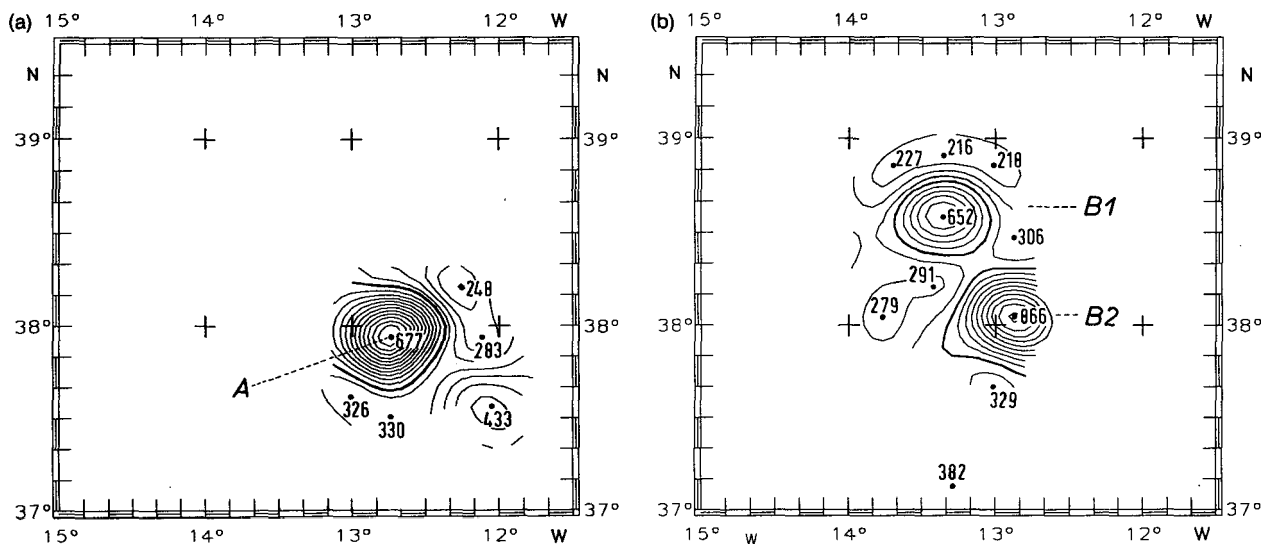 (a) 15° 14° 13° 12° W
N N
39° 39°
248
38° 38°
677 283
A
326 433
330
37° 37°
15° 14° 13° 12° W
(b) 15° 14° 13° 12° W
N N
39° 39°
227 216 218
B1
652
306
291
279
38° 38°
866 B2
329
382
37° 37°
15° W 14° 13° 12° W